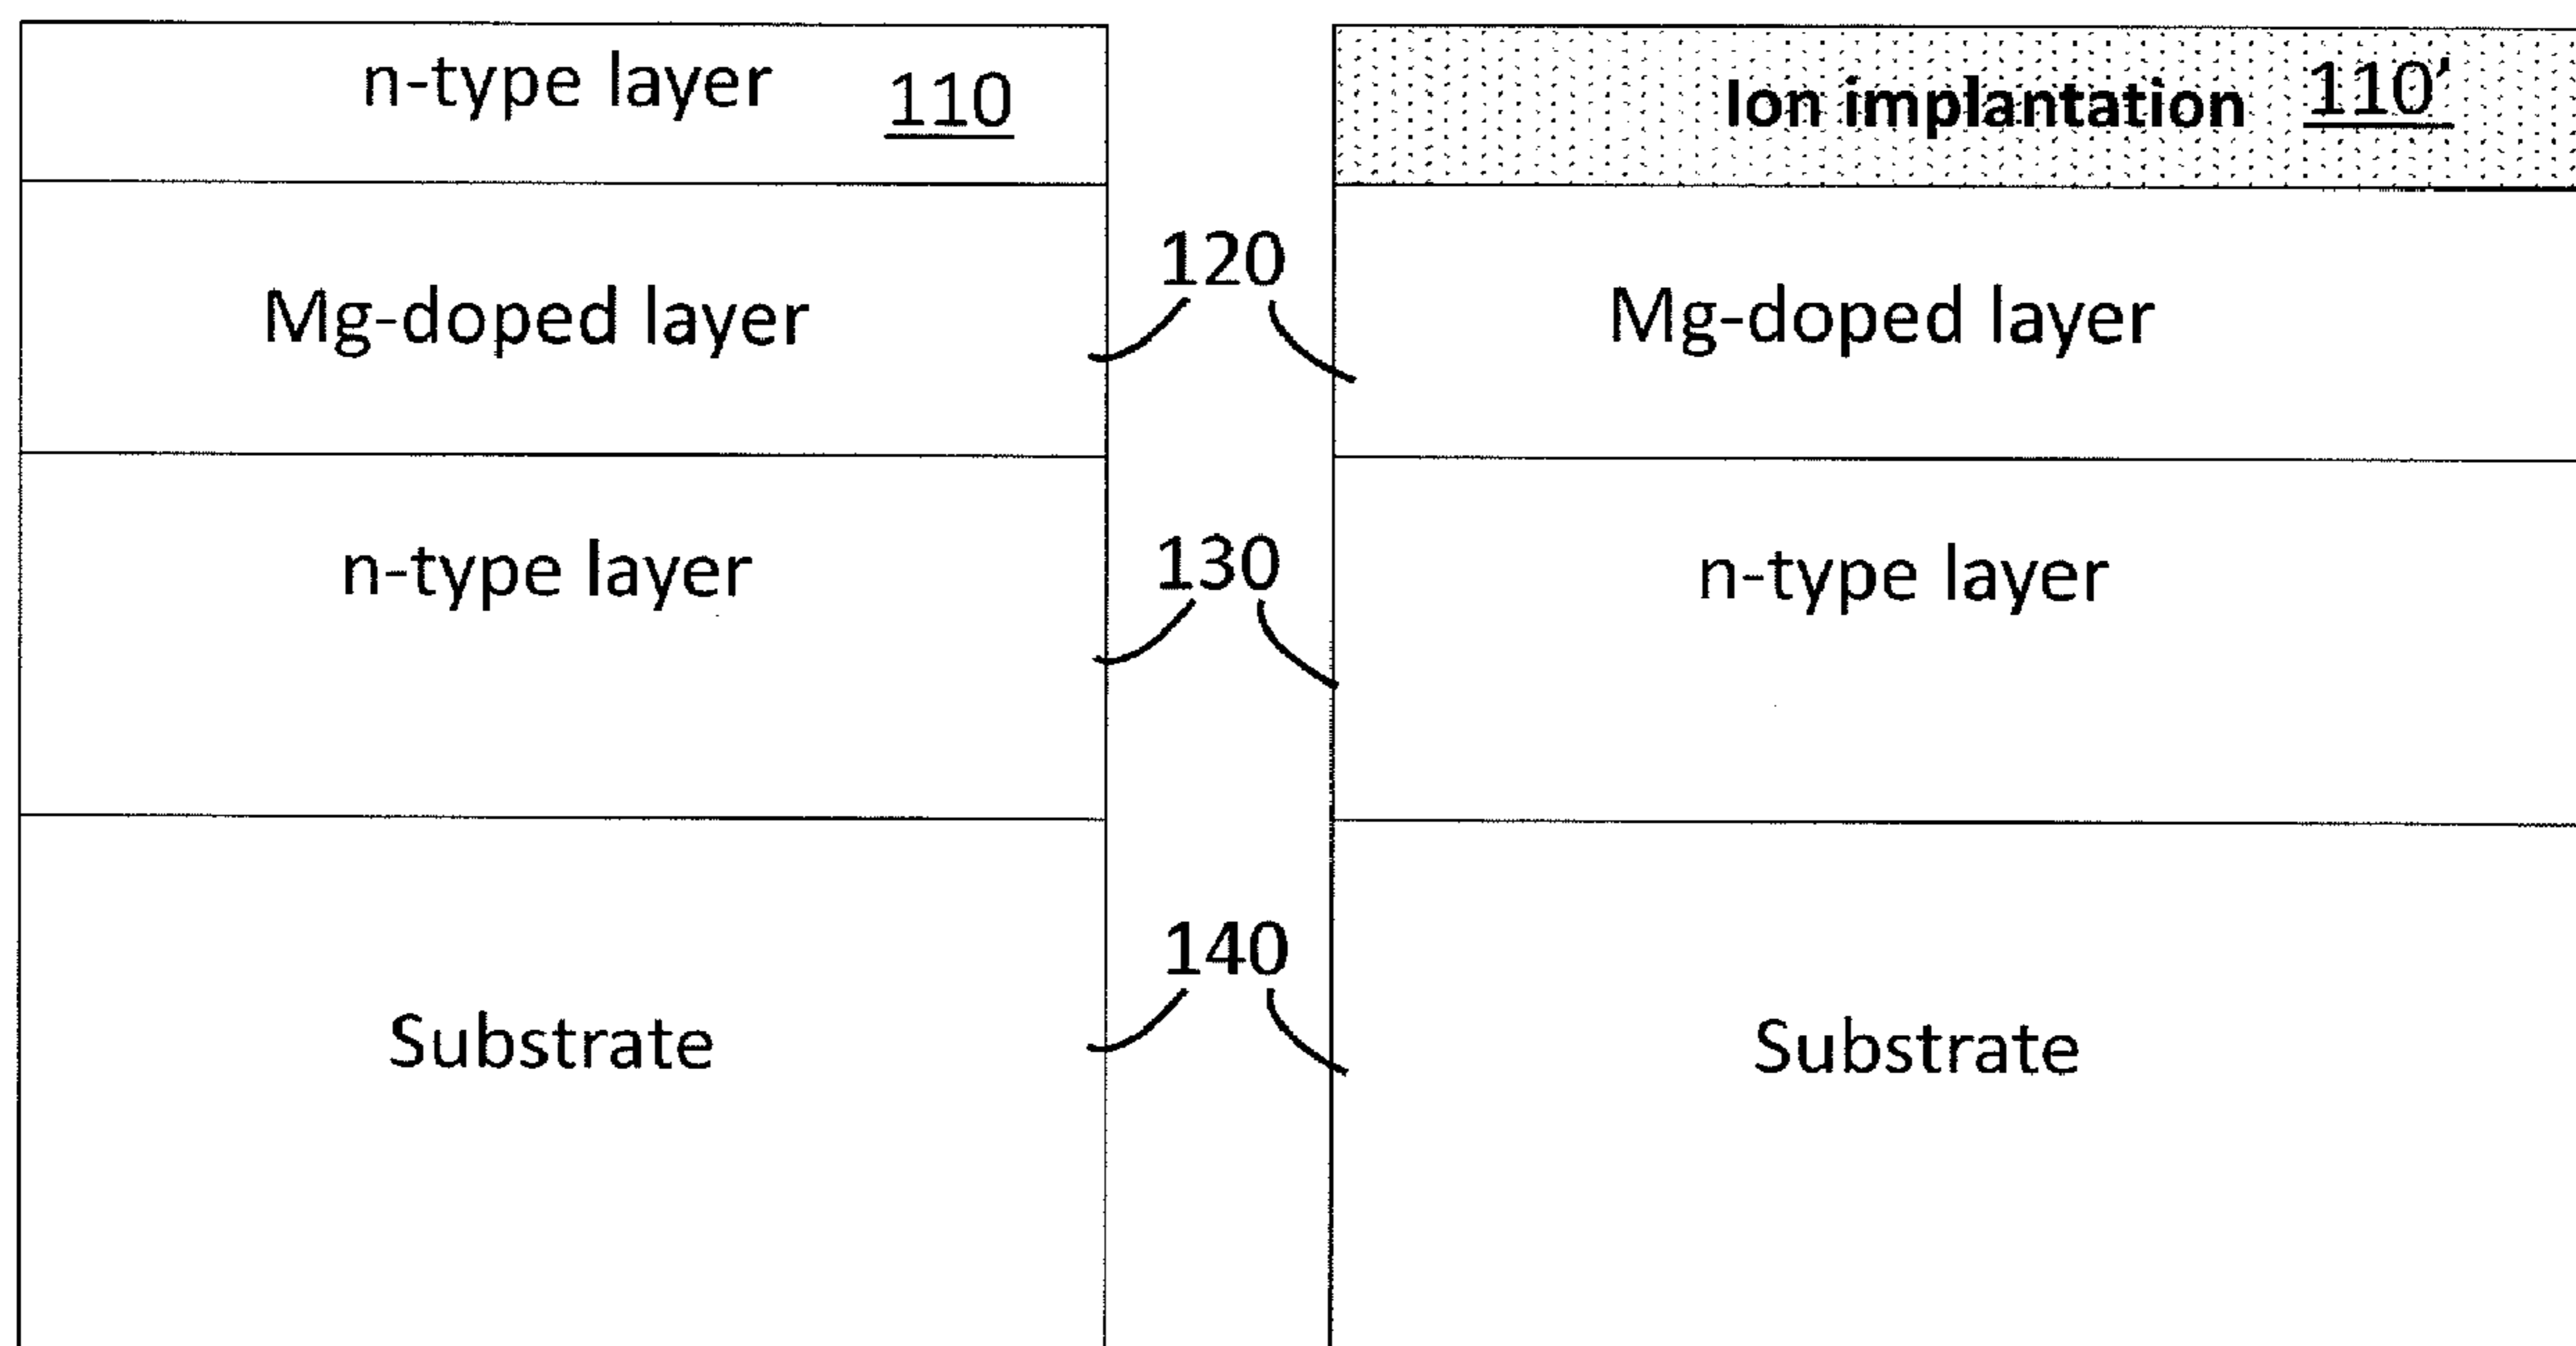 n-type layer 110
Ion implantation 110'
120
Mg-doped layer
Mg-doped layer
130
n-type layer
n-type layer
140
Substrate
Substrate